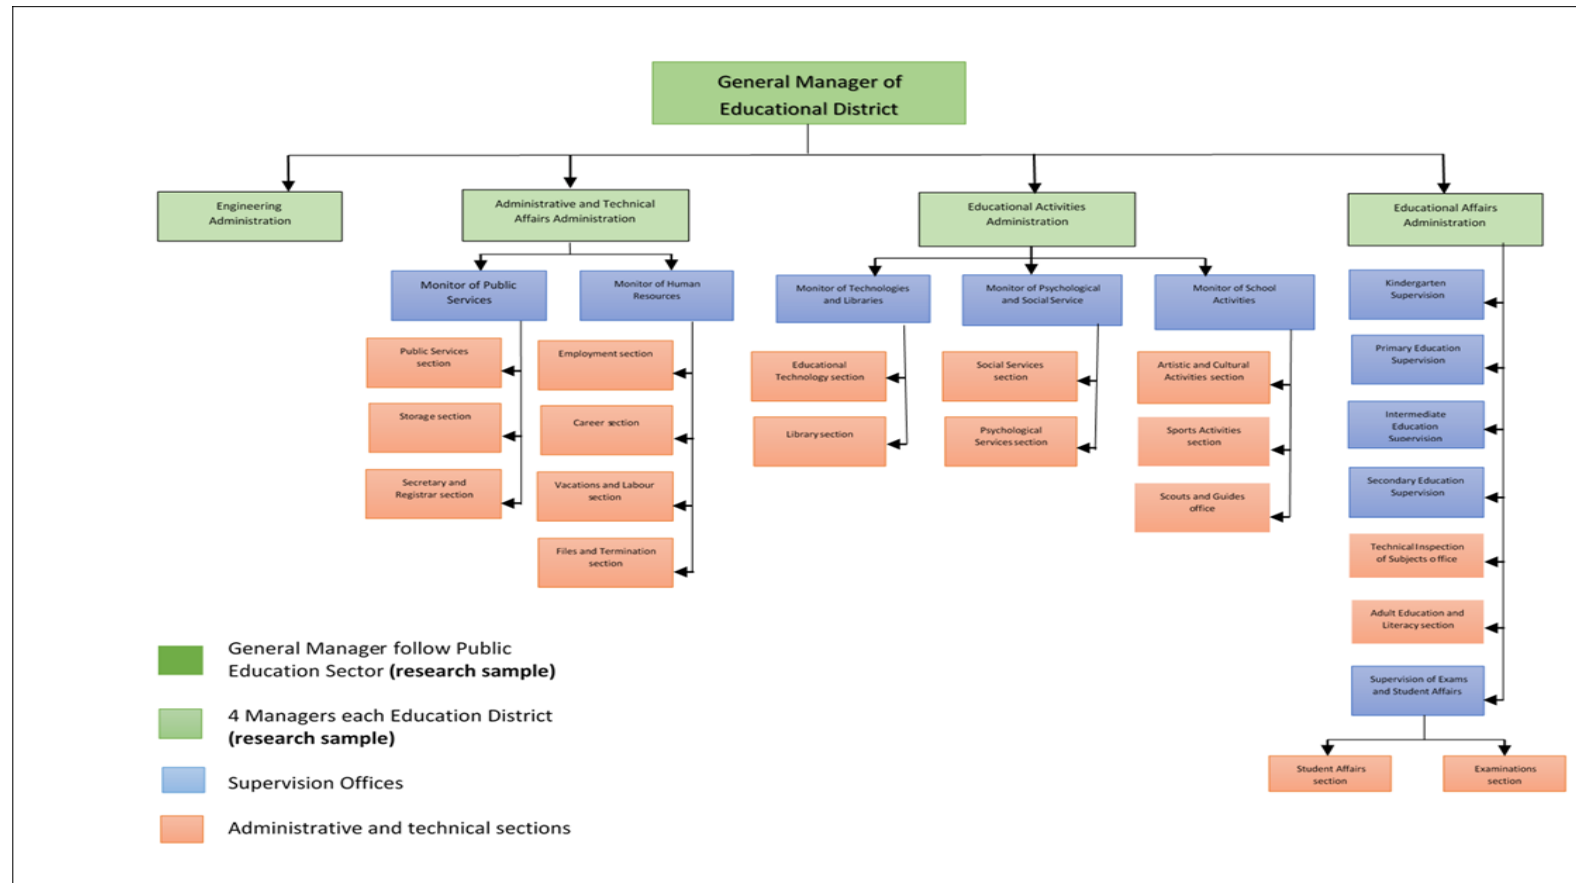 General Manager of
Educational District
Engineering
Administration
Administrative and Technical
Affairs Administration
Educational Activities
Administration
Educational Affairs
Administration
Monitor of Public
Services
Monitor of Human
Resources
Monitor of Technologies
and Libraries
Monitor of Psychological
and Social Service
Monitor of School
Activities
Kindergarten
Supervision
Public Services
section
Employment section
Educational
Technology section
Social Services
section
Artistic and Cultural
Activities section
Primary Education
Supervision
Storage section
Career section
Library section
Psychological
Services section
Sports Activities
section
Intermediate
Education
Supervision
Secretary and
Registrar section
Vacations and Labour
section
Scouts and Guides
office
Secondary Education
Supervision
Files and Termination
section
Technical Inspection
of Subjects office
Adult Education and
Literacy section
Supervision of Exams
and Student Affairs
Student Affairs
section
Examinations
section
General Manager follow Public
Education Sector (research sample)
4 Managers each Education District
(research sample)
Supervision Offices
Administrative and technical sections